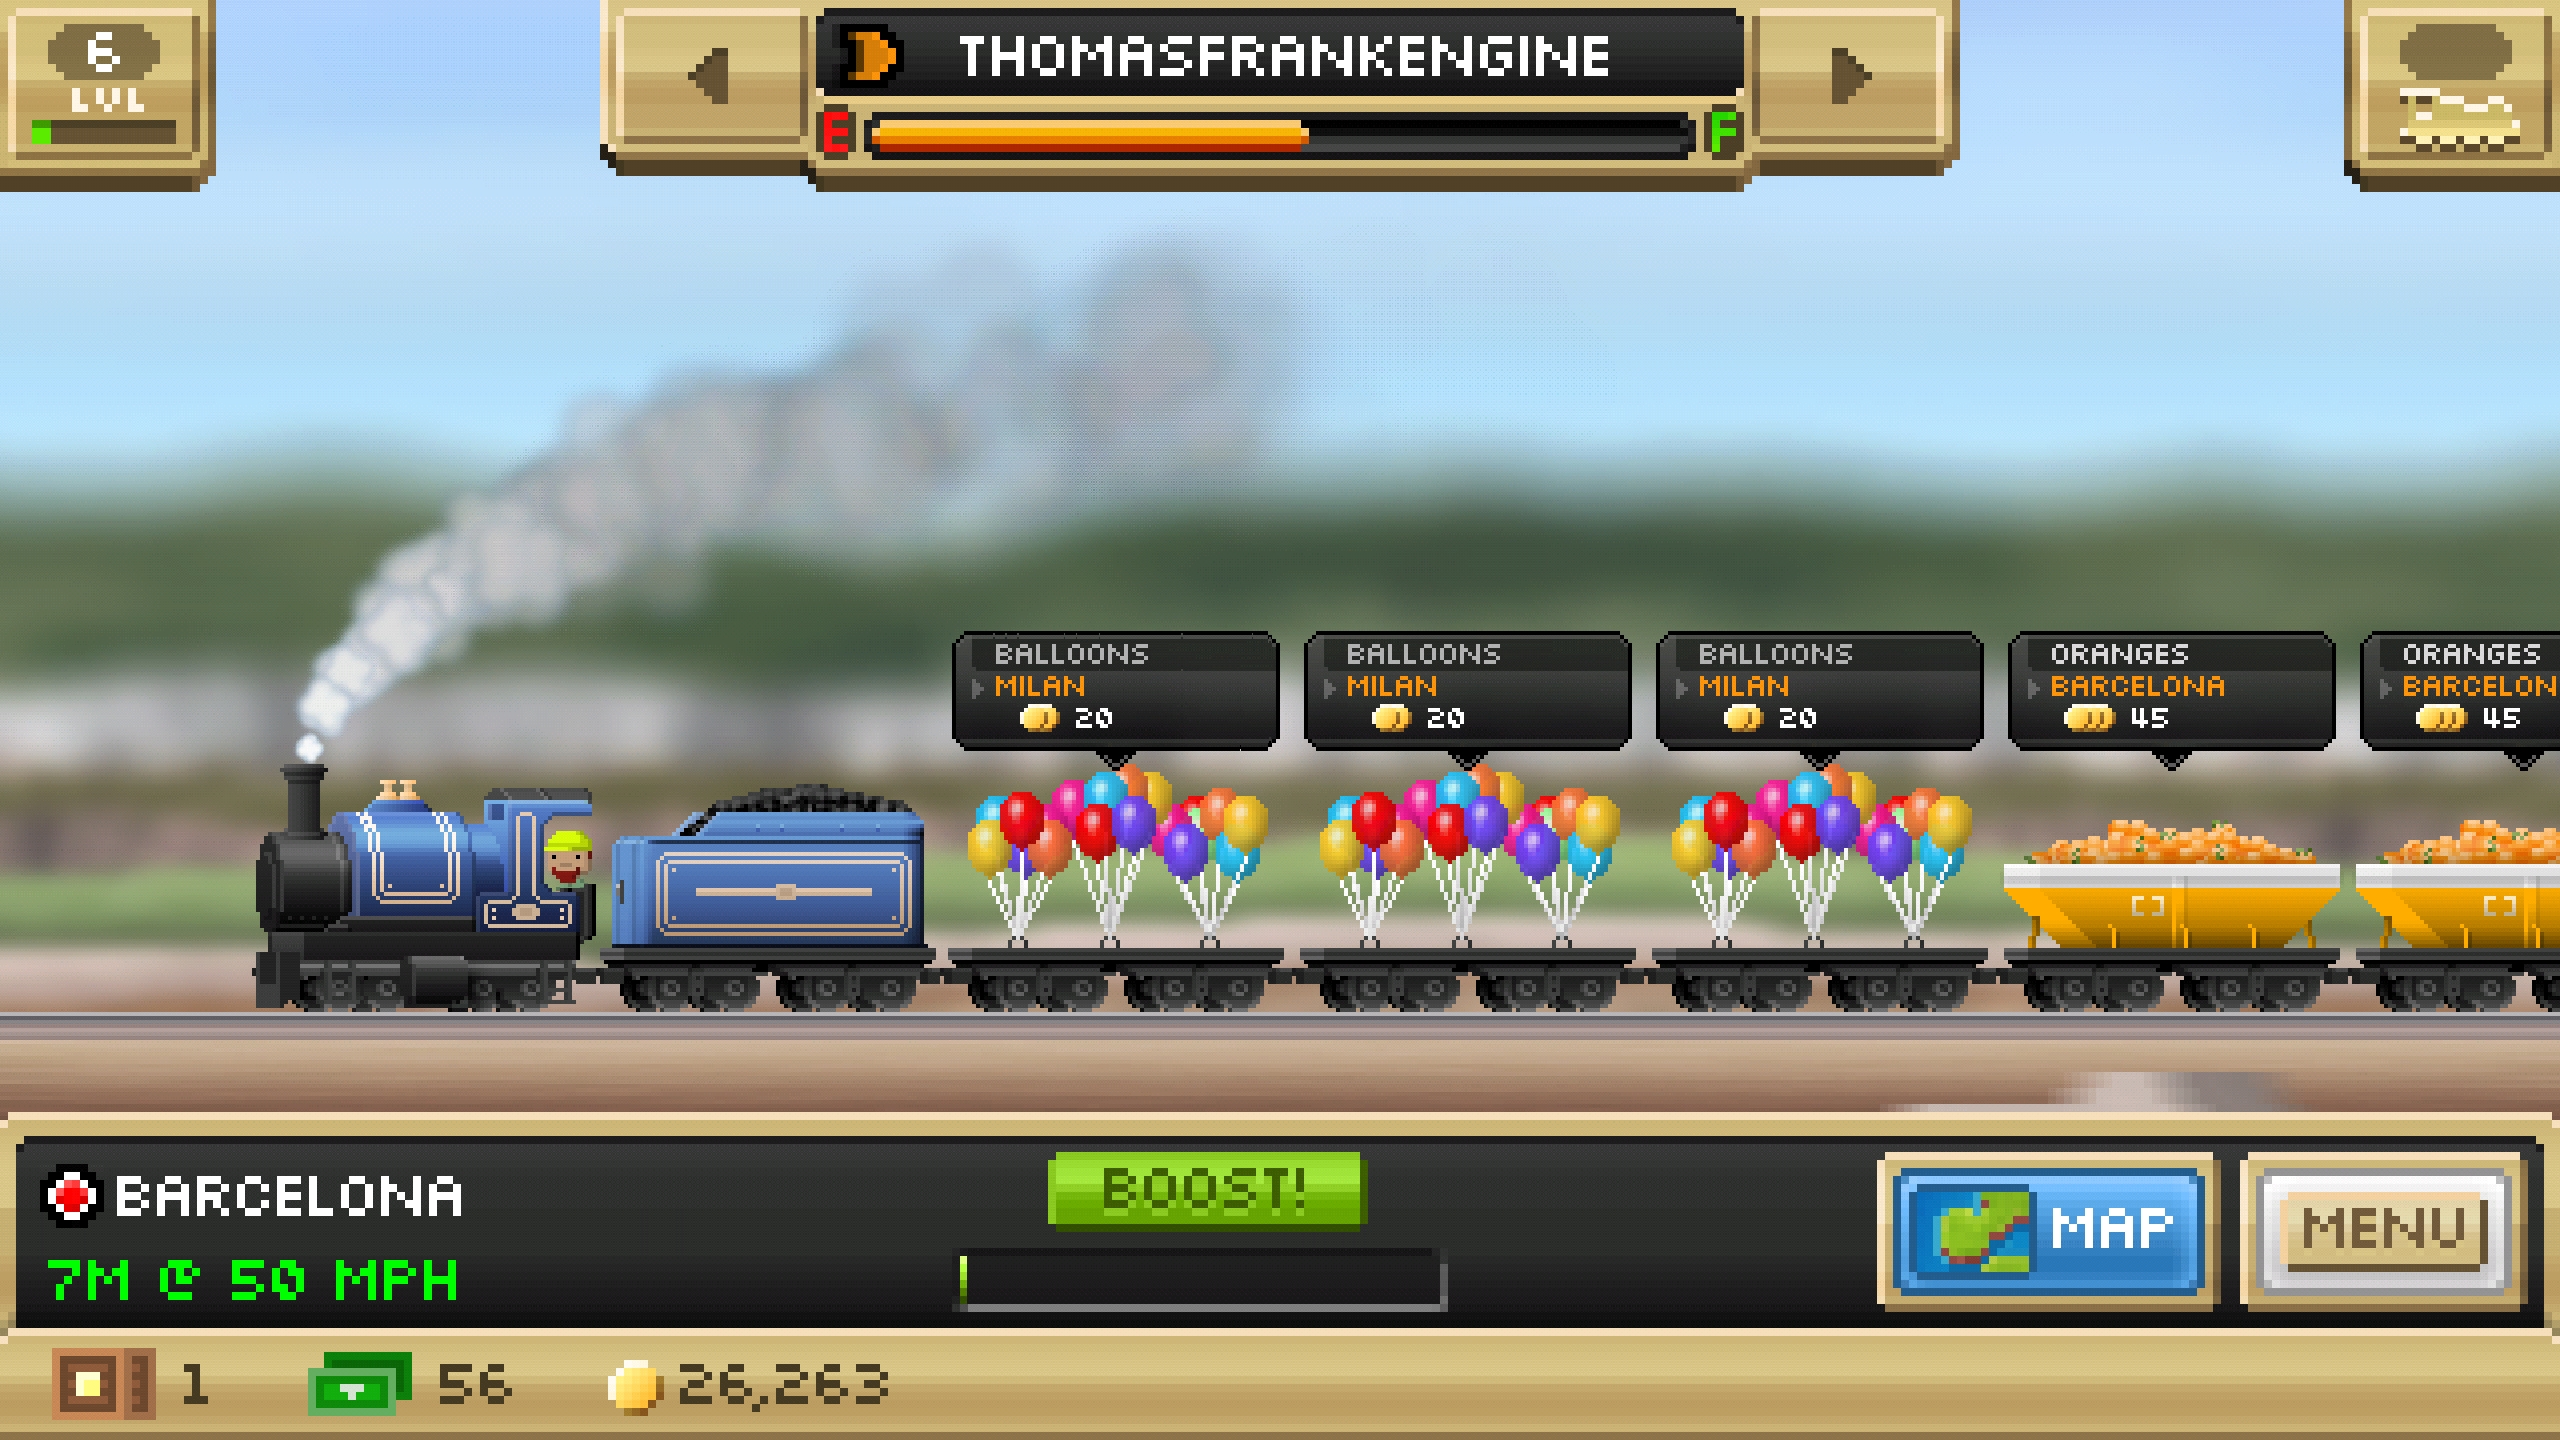 6
LVL
THOMASFRANKENGINE
E F
BALLOONS
MILAN
20
BALLOONS
MILAN
20
BALLOONS
MILAN
20
ORANGES
BARCELONA
45
ORANGES
BARCELON
45
BARCELONA
7M @ 50 MPH
BOOST!
MAP
MENU
1 56 26,263